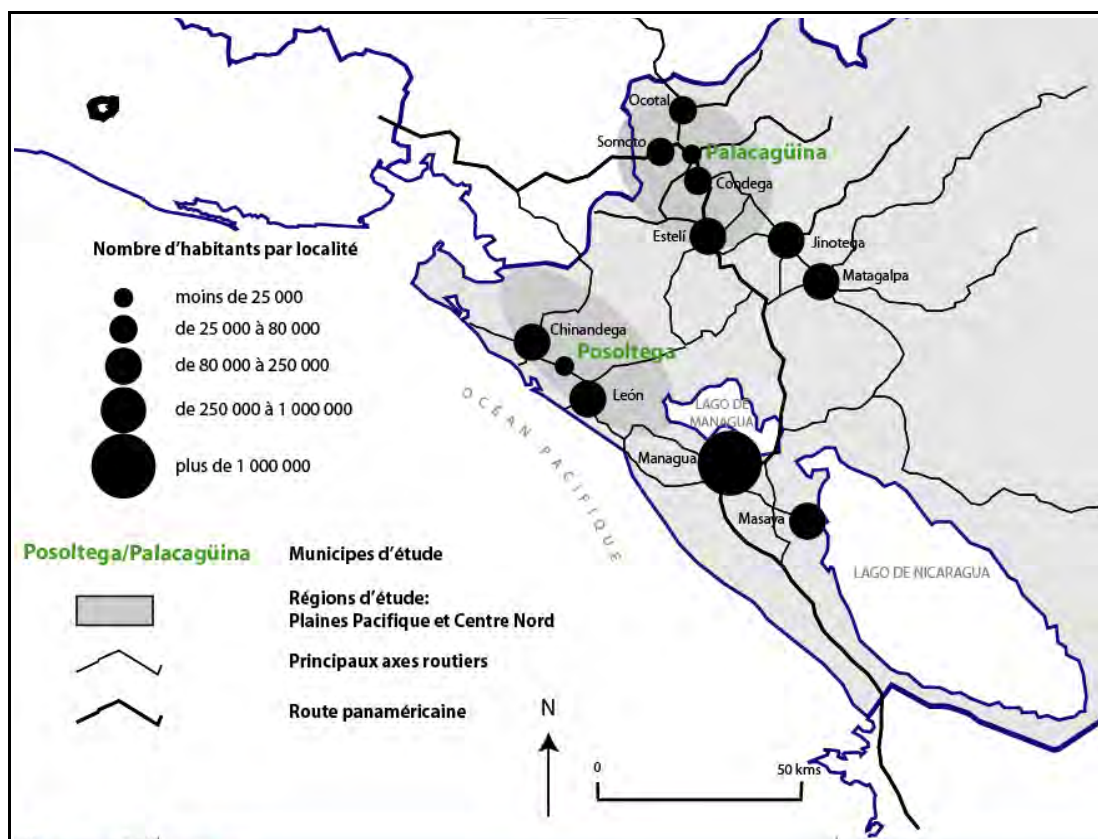 Ocotal
Somoto
Palacagüina
Condega
Estelí
Jinotega
Matagalpa
Nombre d'habitants par localité
moins de 25 000
de 25 000 à 80 000
de 80 000 à 250 000
de 250 000 à 1 000 000
plus de 1 000 000
Chinandega
Posoltega
León
OCÉAN PACIFIQUE
LAGO DE
MANAGUA
Managua
Masaya
LAGO DE NICARAGUA
Posoltega/Palacagüina
Municipes d'étude
Régions d'étude:
Plaines Pacifique et Centre Nord
Principaux axes routiers
Route panaméricaine
N
0
50 kms